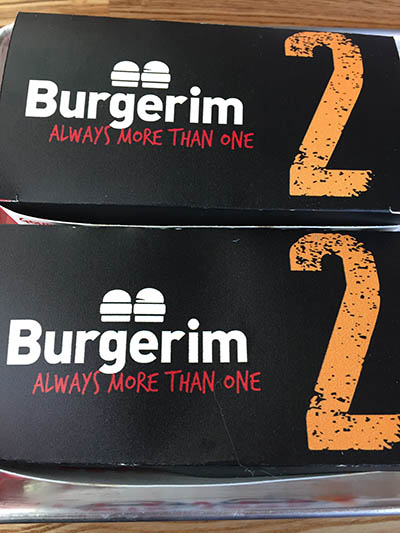 Burgerim
ALWAYS MORE THAN ONE
2
Burgerim
ALWAYS MORE THAN ONE
2